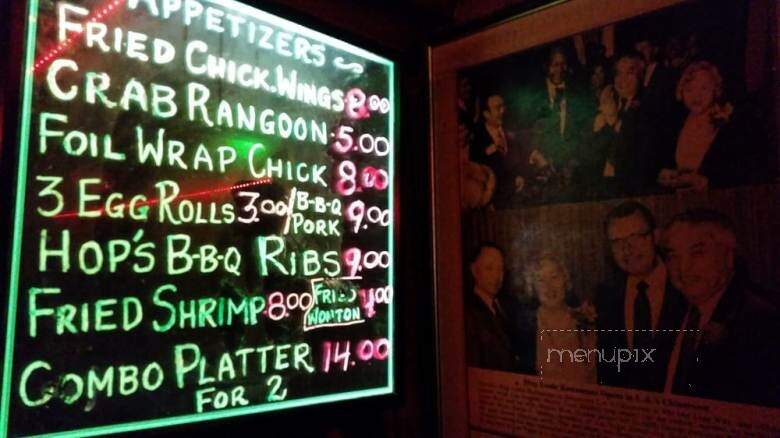 APPETIZERS
FRIED CHICK.WINGS 8.00
CRAB RANGOON 5.00
FOIL WRAP CHICK 8.00
3 EGG ROLLS 3.00/B-B-Q PORK 9.00
HOP'S B-B-Q RIBS 9.00
FRIED SHRIMP 8.00 FRIED WONTON 4.00
COMBO PLATTER 14.00
FOR 2
menupix